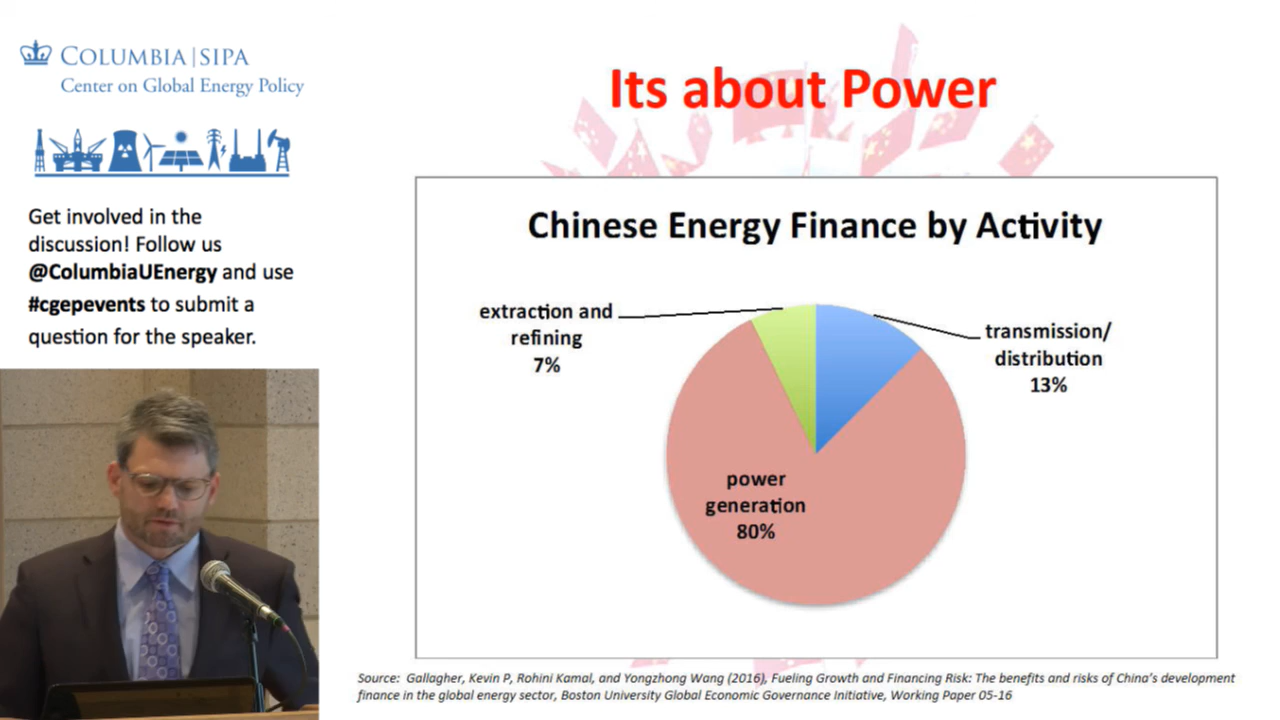 COLUMBIA | SIPA
Center on Global Energy Policy
Get involved in the
discussion! Follow us
@ColumbiaUEnergy and use
#cgepevents to submit a
question for the speaker.
Its about Power
Chinese Energy Finance by Activity
extraction and
refining
7%
transmission/
distribution
13%
power
generation
80%
Source: Gallagher, Kevin P, Rohini Kamal, and Yongzhong Wang (2016), Fueling Growth and Financing Risk: The benefits and risks of China's development
finance in the global energy sector, Boston University Global Economic Governance Initiative, Working Paper 05-16